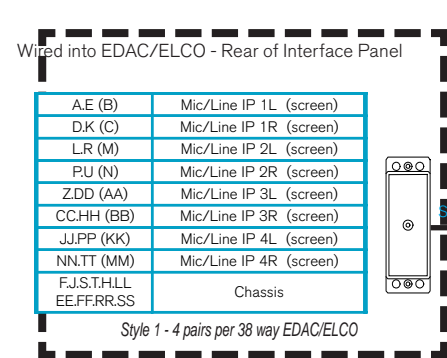 Wired into EDAC/ELCO - Rear of Interface Panel
A.E (B) Mic/Line IP 1L (screen)
D.K (C) Mic/Line IP 1R (screen)
L.R (M) Mic/Line IP 2L (screen)
P.U (N) Mic/Line IP 2R (screen)
Z.DD (AA) Mic/Line IP 3L (screen)
CC.HH (BB) Mic/Line IP 3R (screen)
JJ.PP (KK) Mic/Line IP 4L (screen)
NN.TT (MM) Mic/Line IP 4R (screen)
F.J.S.T.H.LL
EE.FF.RR.SS Chassis
S
Style 1 - 4 pairs per 38 way EDAC/ELCO